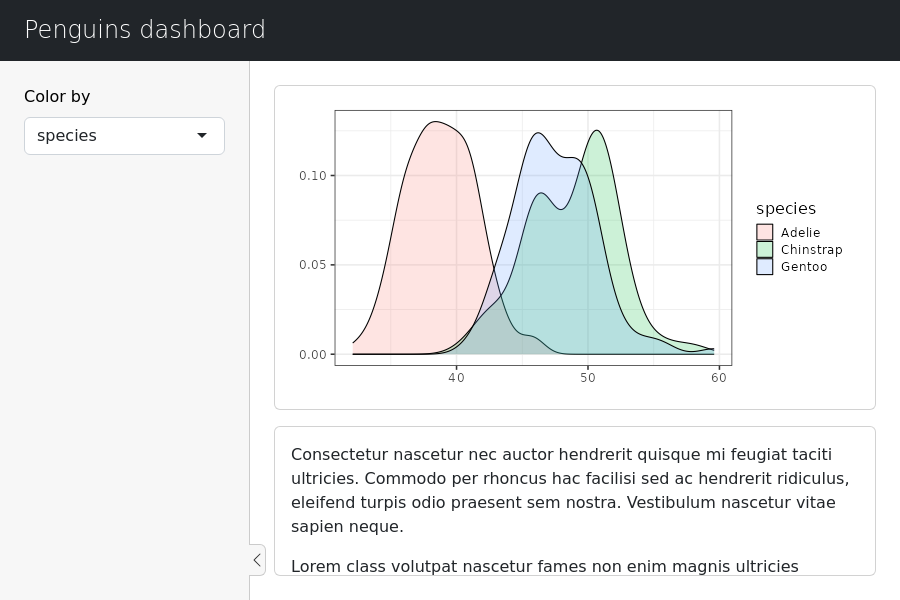 Penguins dashboard
Color by
species
0.10
0.05
0.00
40 50 60
species
Adelie
Chinstrap
Gentoo
Consectetur nascetur nec auctor hendrerit quisque mi feugiat taciti
ultricies. Commodo per rhoncus hac facilisi sed ac hendrerit ridiculus,
eleifend turpis odio praesent sem nostra. Vestibulum nascetur vitae
sapien neque.
Lorem class volutpat nascetur fames non enim magnis ultricies